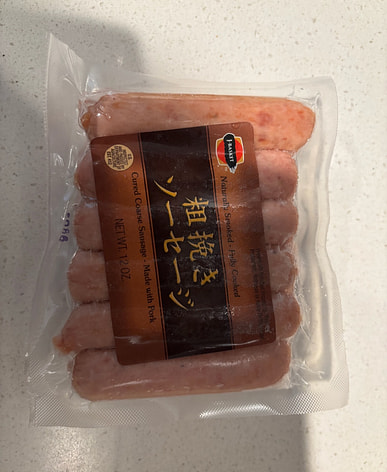 J-BASKET
Naturally Smoked · Fully Cooked
粗挽き
ソーセージ
Cured Coarse Sausage · Made with Pork
NET WT. 12 OZ.